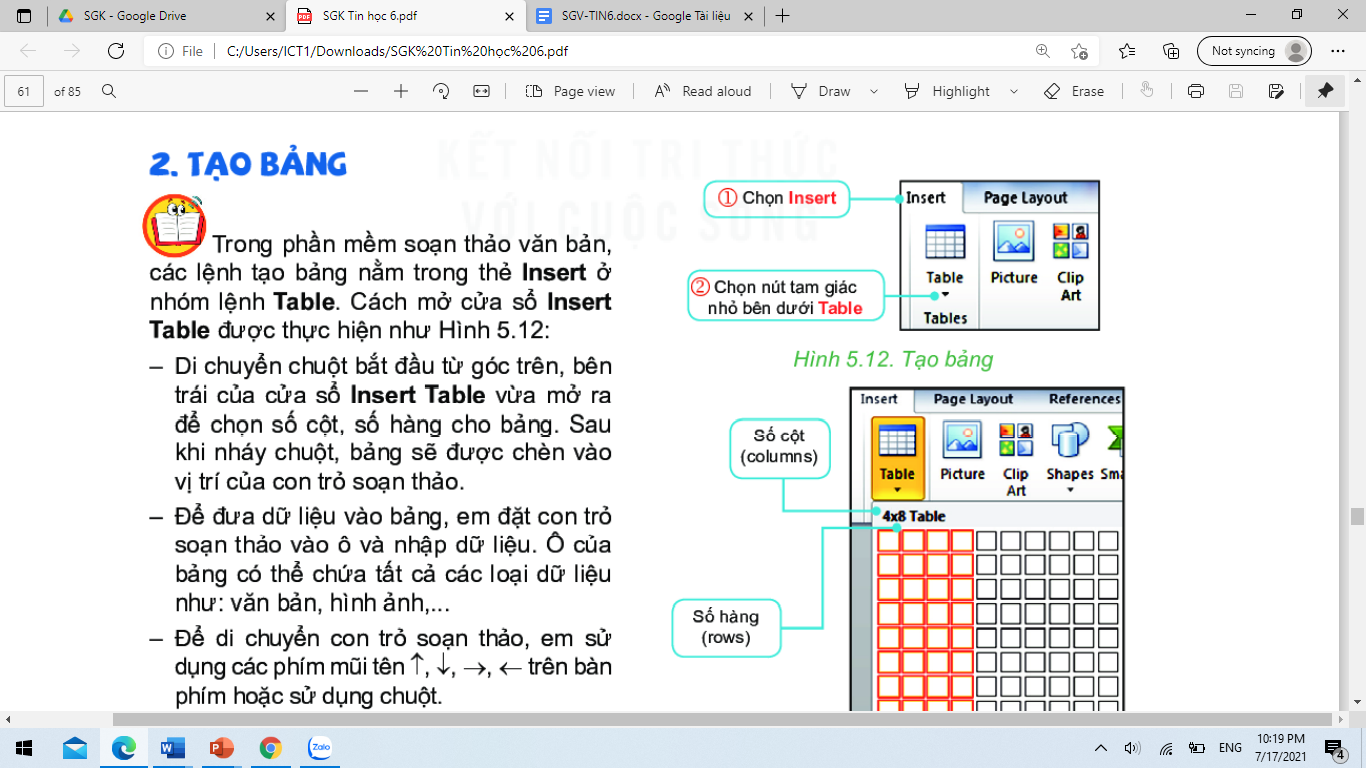 SGK - Google Drive
SGK Tin học 6.pdf
SGV-TIN6.docx - Google Tài liệu
File
C:/Users/ICT1/Downloads/SGK%20Tin%20học%206.pdf
Not syncing
61 of 85
Page view
Read aloud
Draw
Highlight
Erase
KẾT NỐI TRI THỨC
VỚI CUỘC SỐNG
2. TẠO BẢNG
Trong phần mềm soạn thảo văn bản,
các lệnh tạo bảng nằm trong thẻ Insert ở
nhóm lệnh Table. Cách mở cửa sổ Insert
Table được thực hiện như Hình 5.12:
– Di chuyển chuột bắt đầu từ góc trên, bên
trái của cửa sổ Insert Table vừa mở ra
để chọn số cột, số hàng cho bảng. Sau
khi nháy chuột, bảng sẽ được chèn vào
vị trí của con trỏ soạn thảo.
– Để đưa dữ liệu vào bảng, em đặt con trỏ
soạn thảo vào ô và nhập dữ liệu. Ô của
bảng có thể chứa tất cả các loại dữ liệu
như: văn bản, hình ảnh,...
– Để di chuyển con trỏ soạn thảo, em sử
dụng các phím mũi tên ↑, ↓, →, ← trên bàn
phím hoặc sử dụng chuột.
① Chọn Insert
② Chọn nút tam giác
nhỏ bên dưới Table
Insert
Page Layout
Table
Picture
Clip
Art
Tables
Hình 5.12. Tạo bảng
Số cột
(columns)
Số hàng
(rows)
Insert
Page Layout
References
Table
Picture
Clip
Art
Shapes
Sma
4x8 Table
Zalo
ENG
10:19 PM
7/17/2021
4